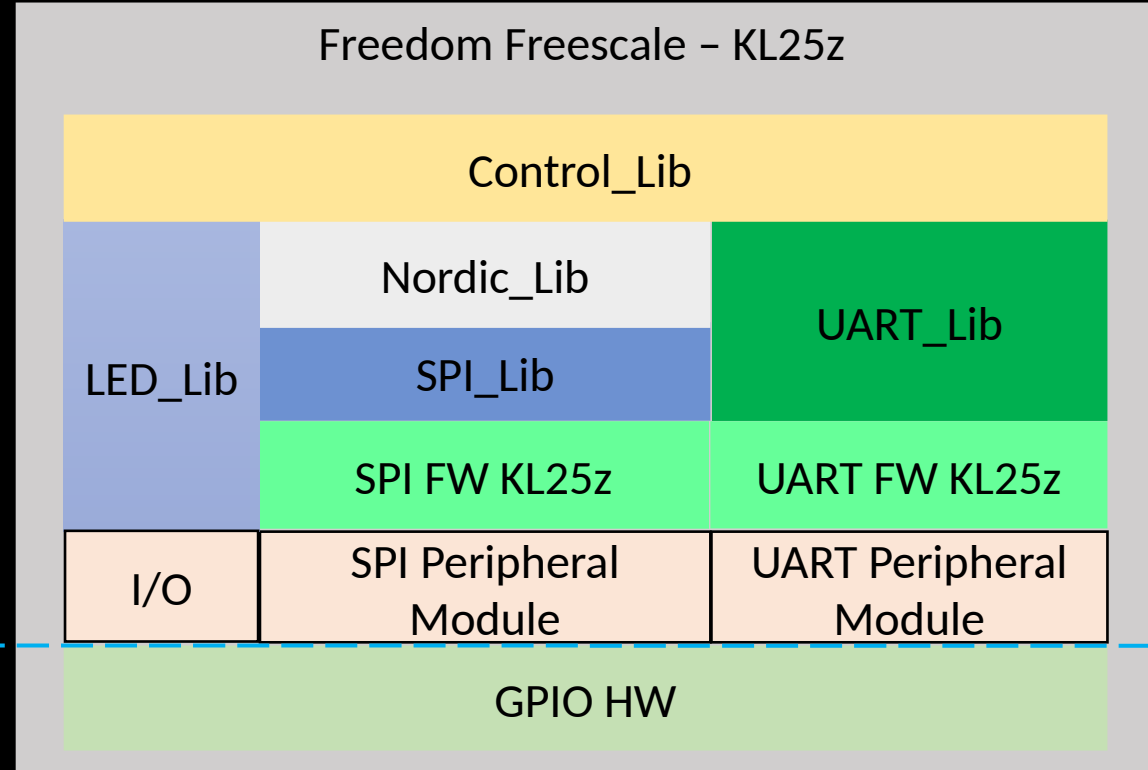 Freedom Freescale – KL25z
Control_Lib
LED_Lib
Nordic_Lib
SPI_Lib
SPI FW KL25z
UART_Lib
UART FW KL25z
I/O
SPI Peripheral
Module
UART Peripheral
Module
GPIO HW